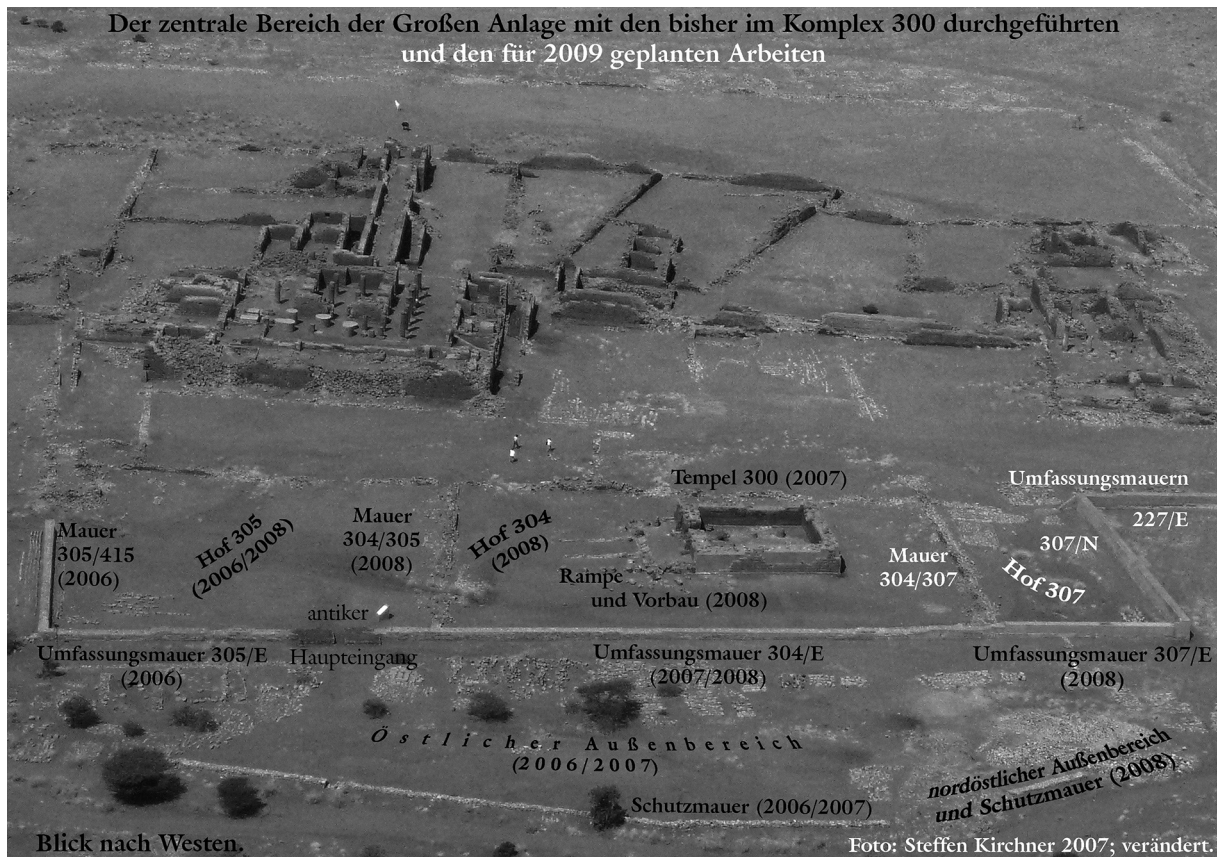 Der zentrale Bereich der Großen Anlage mit den bisher im Komplex 300 durchgeführten
und den für 2009 geplanten Arbeiten
Tempel 300 (2007)
Umfassungsmauern
227/E
307/N
Hof 307
Mauer
305/415
(2006)
Hof 305
(2006/2008)
Mauer
304/305
(2008)
Hof 304
(2008)
Rampe
und Vorbau (2008)
Mauer
304/307
antiker
Haupteingang
Umfassungsmauer 305/E
(2006)
Umfassungsmauer 304/E
(2007/2008)
Umfassungsmauer 307/E
(2008)
Östlicher Außenbereich
(2006/2007)
nordöstlicher Außenbereich
und Schutzmauer (2008)
Schutzmauer (2006/2007)
Blick nach Westen.
Foto: Steffen Kirchner 2007; verändert.